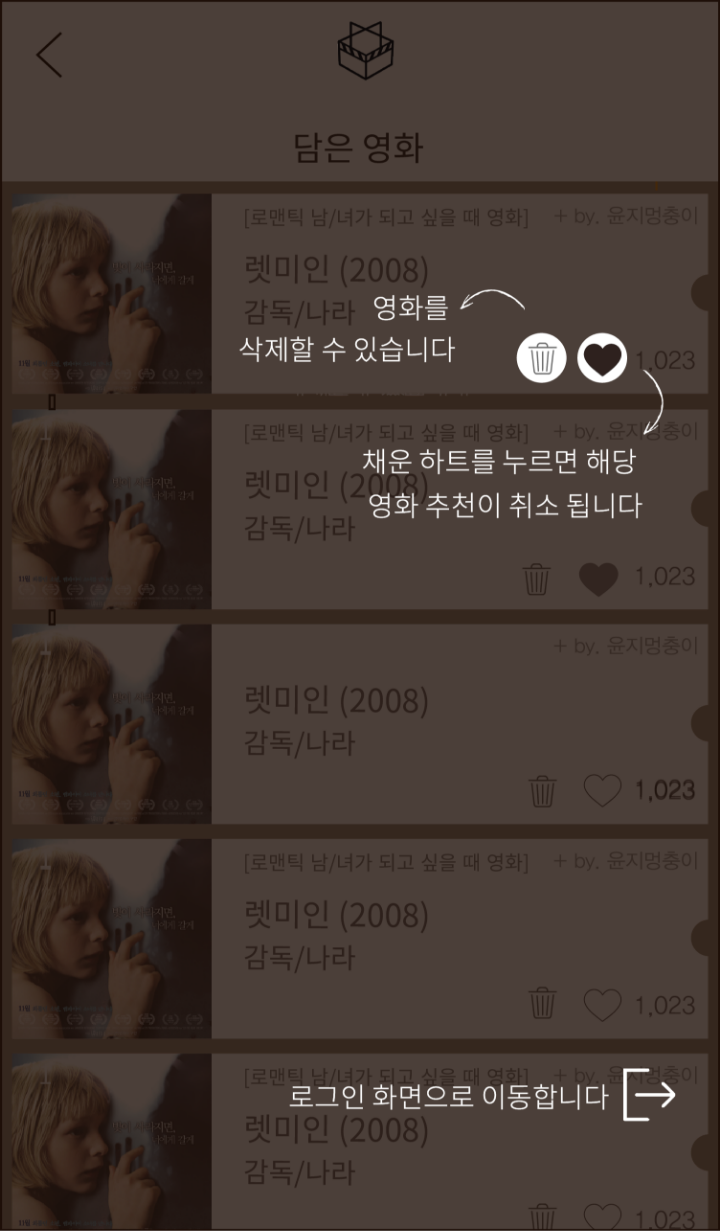 담은 영화
[로맨틱 남/녀가 되고 싶을 때 영화] + by. 윤지멍충이
렛미인 (2008)
감독/나라
영화를
삭제할 수 있습니다
1,023
[로맨틱 남/녀가 되고 싶을 때 영화] + by. 윤지멍충이
채운 하트를 누르면 해당
렛미인 (2008)
영화 추천이 취소 됩니다
감독/나라
1,023
+ by. 윤지멍충이
렛미인 (2008)
감독/나라
1,023
[로맨틱 남/녀가 되고 싶을 때 영화] + by. 윤지멍충이
렛미인 (2008)
감독/나라
1,023
[로맨틱 남/녀가 되고 싶을 때 영화] + by. 윤지멍충이
로그인 화면으로 이동합니다
렛미인 (2008)
감독/나라
1,023